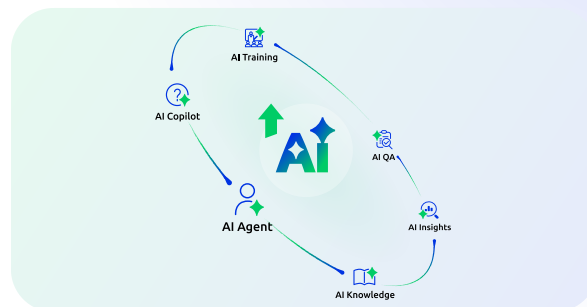 AI Training
AI Copilot
AI
AI QA
AI Agent
AI Insights
AI Knowledge